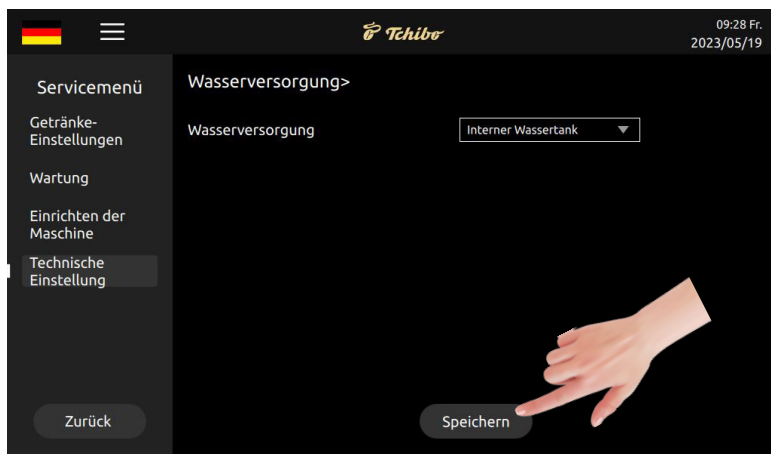 Tchibo
09:28 Fr.
2023/05/19
Servicemenü
Getränke-
Einstellungen
Wartung
Einrichten der
Maschine
Technische
Einstellung
Zurück
Wasserversorgung>
Wasserversorgung
Interner Wassertank
Speichern